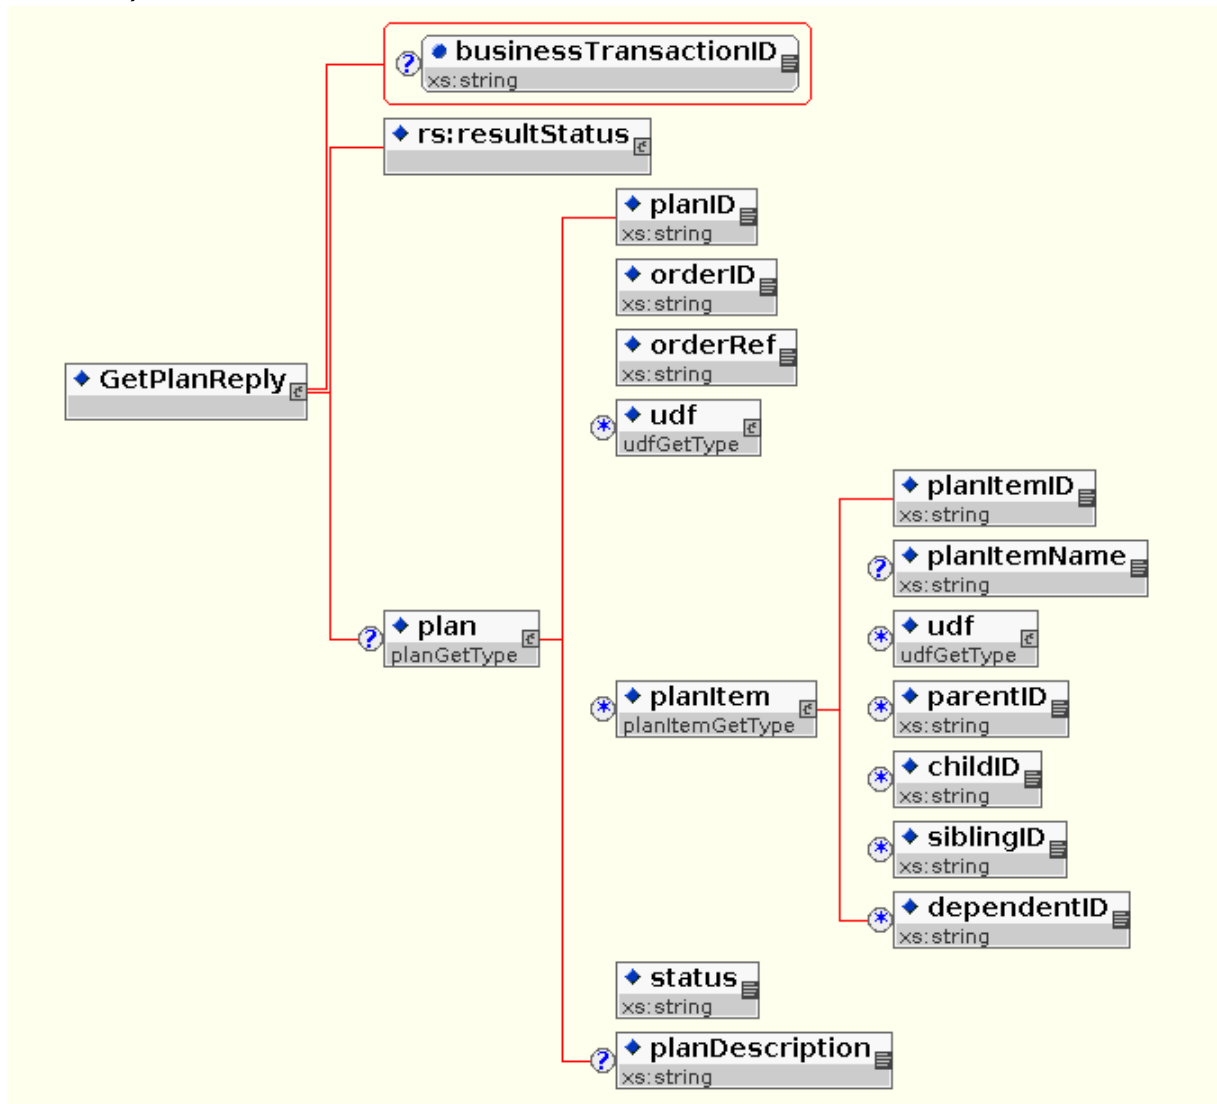 businessTransactionID
xs:string
rs:resultStatus
planID
xs:string
orderID
xs:string
orderRef
xs:string
GetPlanReply
udf
udfGetType
planItemID
xs:string
planItemName
xs:string
plan
planGetType
udf
udfGetType
planItem
planItemGetType
parentID
xs:string
childID
xs:string
siblingID
xs:string
dependentID
xs:string
status
xs:string
planDescription
xs:string